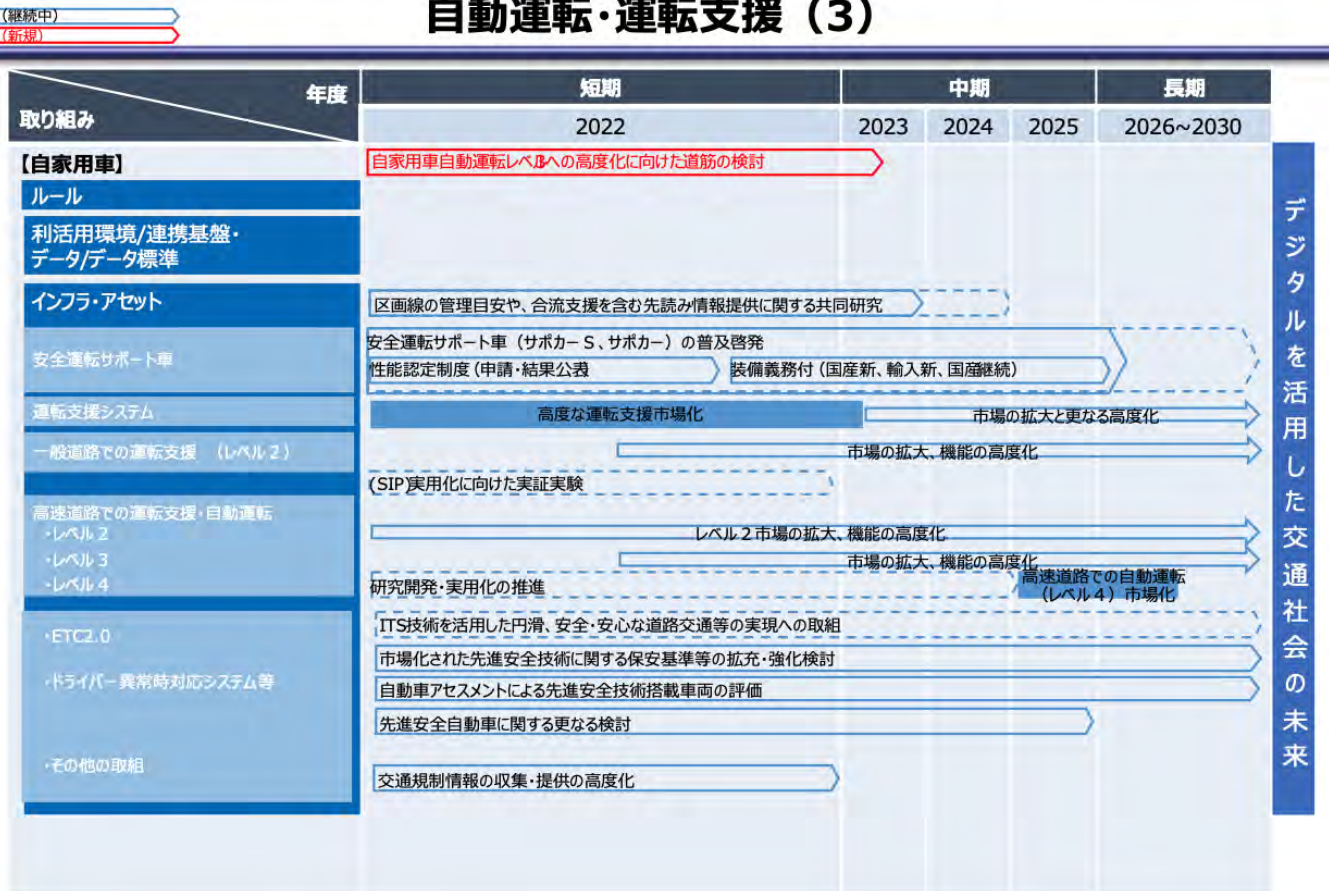 (継続中)
(新規)
自動運転・運転支援（3）
年度
取り組み
短期
中期
長期
2022
2023
2024
2025
2026~2030
【自家用車】
自家用車自動運転レベル3への高度化に向けた道筋の検討
ルール
利活用環境/連携基盤・
データ/データ標準
インフラ・アセット
区画線の管理目安や、合流支援を含む先読み情報提供に関する共同研究
安全運転サポート車
安全運転サポート車（サポカーＳ、サポカー）の普及啓発
性能認定制度（申請・結果公表）
装備義務付（国産新、輸入新、国産継続）
運転支援システム
高度な運転支援市場化
市場の拡大と更なる高度化
一般道路での運転支援　（レベル２）
市場の拡大、機能の高度化
(SIP)実用化に向けた実証実験
高速道路での運転支援・自動運転
・レベル２
レベル２市場の拡大、機能の高度化
・レベル３
市場の拡大、機能の高度化
・レベル４
研究開発・実用化の推進
高速道路での自動運転
（レベル４）市場化
ITS技術を活用した円滑、安全・安心な道路交通等の実現への取組
・ETC2.0
市場化された先進安全技術に関する保安基準等の拡充・強化検討
・ドライバー異常時対応システム等
自動車アセスメントによる先進安全技術搭載車両の評価
先進安全自動車に関する更なる検討
・その他の取組
交通規制情報の収集・提供の高度化
デジタルを活用した交通社会の未来